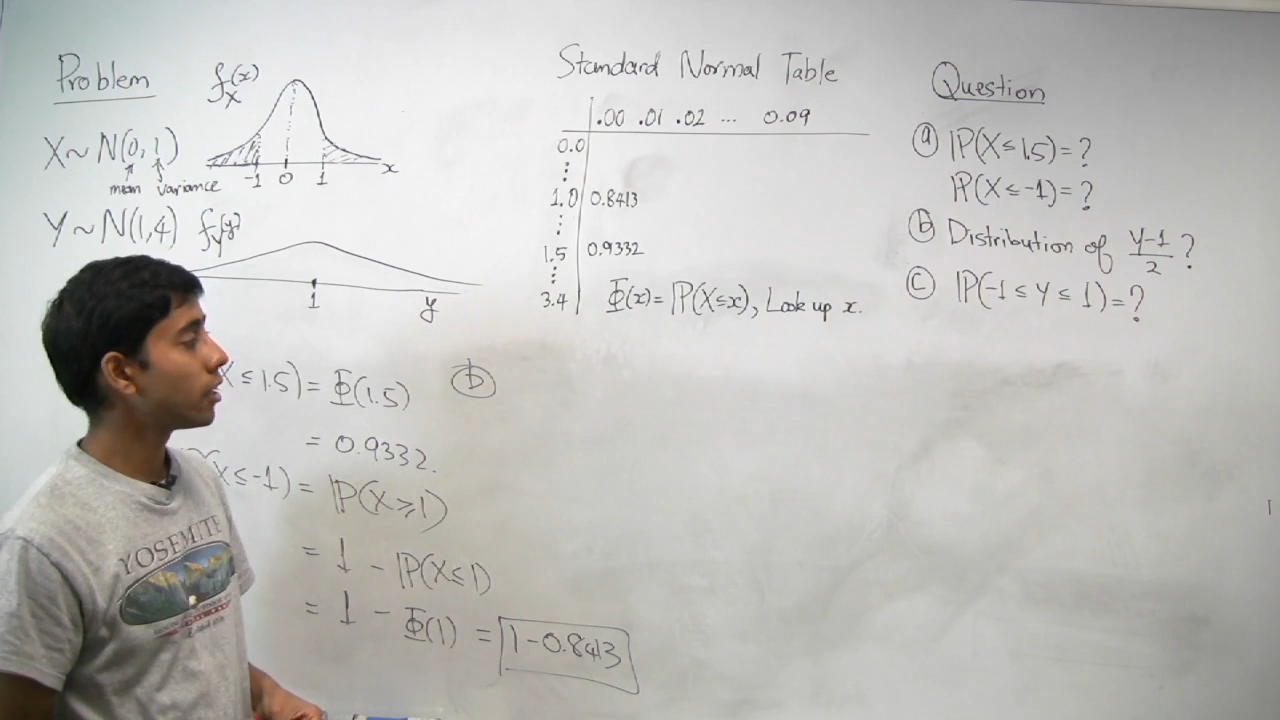 Problem
f_X(x)
X ~ N(0, 1)
mean variance
-1 0 1 x
Y ~ N(1,4) f_Y(y)
1 y
X ≤ 1.5) = Φ(1.5)
= 0.9332.
(X ≤ -1) = ℙ(X ≥ 1)
= 1 - ℙ(X ≤ 1)
= 1 - Φ(1) = 1-0.8413
b
Standard Normal Table
.00 .01 .02 ... 0.09
0.0
⋮
1.0 0.8413
⋮
1.5 0.9332
⋮
3.4 Φ(x) = ℙ(X≤x), Look up x.
Question
a ℙ(X ≤ 1.5) = ?
ℙ(X ≤ -1) = ?
b Distribution of (Y-1)/2 ?
c ℙ(-1 ≤ Y ≤ 1) = ?
YOSEMITE